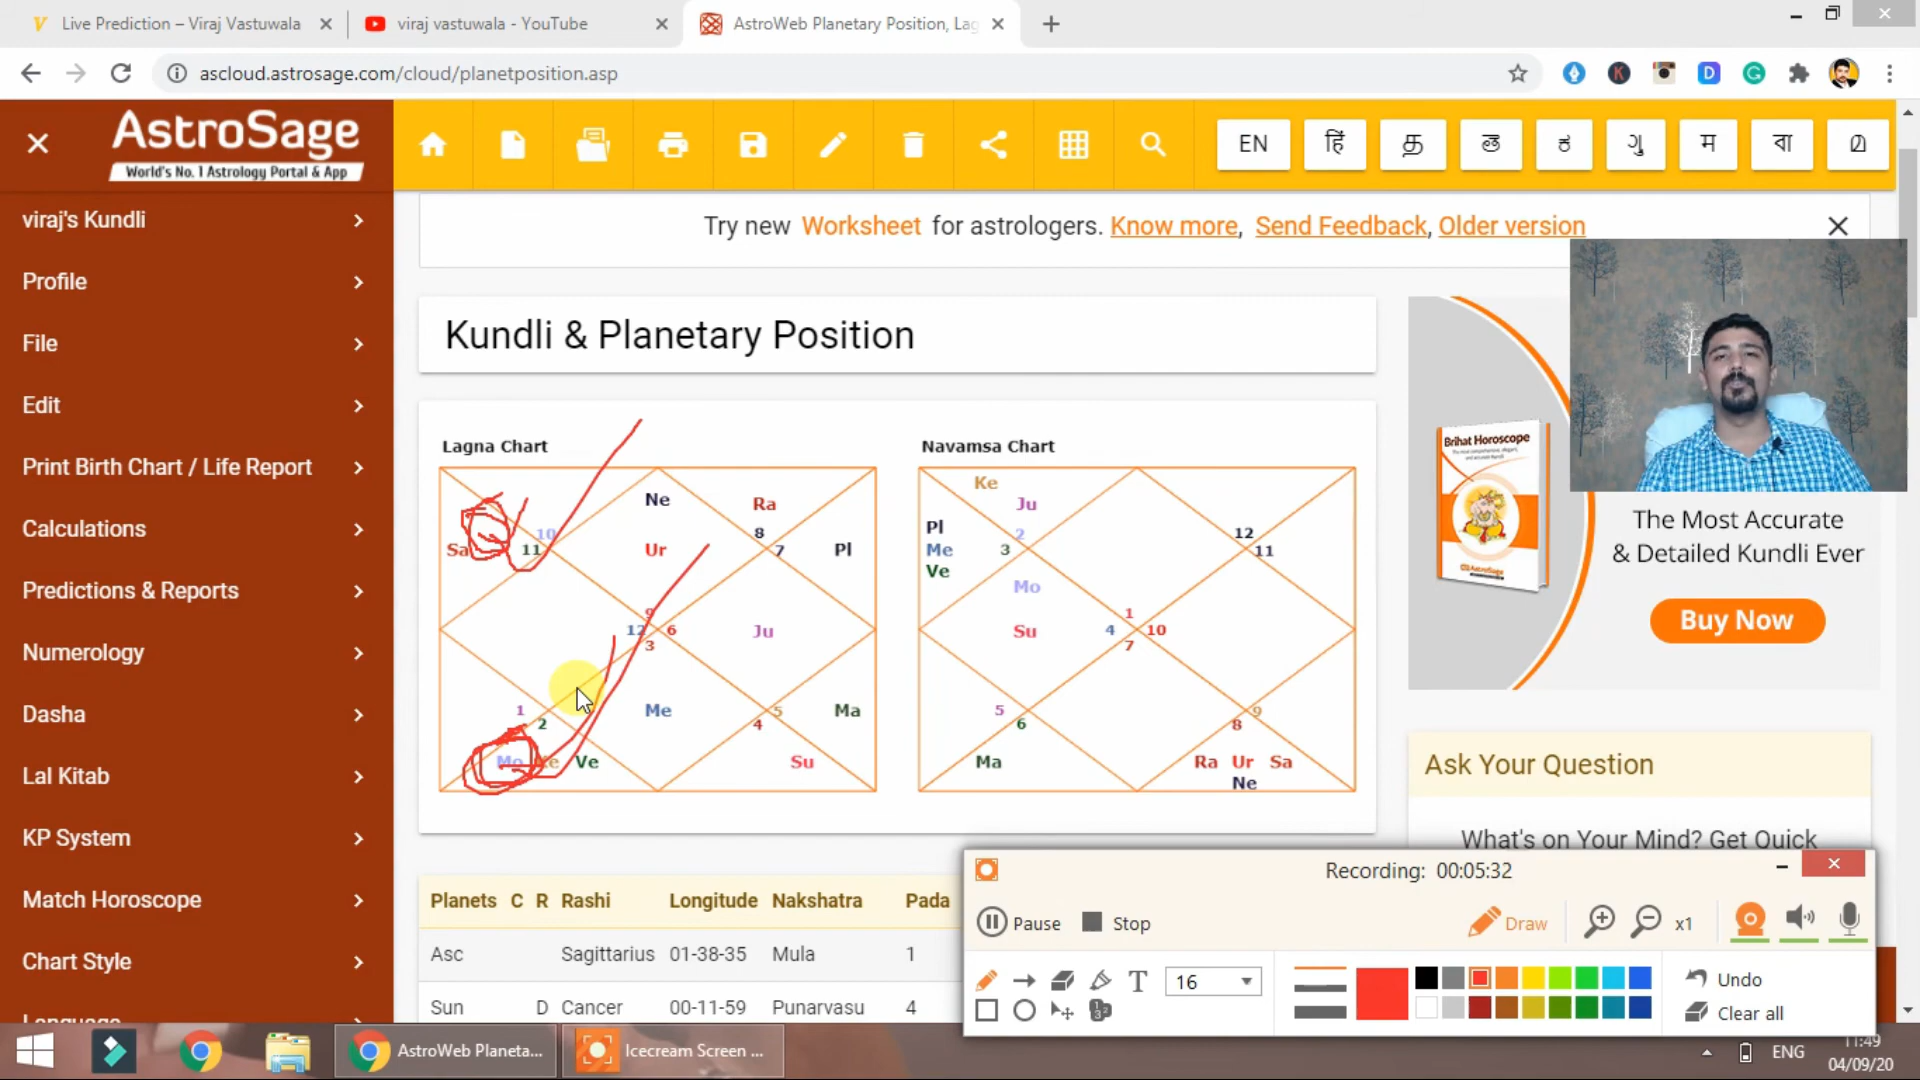 Live Prediction – Viraj Vastuwala
viraj vastuwala - YouTube
AstroWeb Planetary Position, Lag
ascloud.astrosage.com/cloud/planetposition.asp
AstroSage
World's No. 1 Astrology Portal & App
EN
हिं
த
ತ
ಕ
ગુ
म
বা
മ
viraj's Kundli
Profile
File
Edit
Print Birth Chart / Life Report
Calculations
Predictions & Reports
Numerology
Dasha
Lal Kitab
KP System
Match Horoscope
Chart Style
Try new Worksheet for astrologers. Know more, Send Feedback, Older version
Kundli & Planetary Position
Lagna Chart
Ne
Ra
10
8
Sa
11
Ur
7
Pl
9
12
6
Ju
3
1
Me
5
Ma
2
4
Mo
Ve
Su
Navamsa Chart
Ke
Ju
Pl
2
12
Me
3
11
Ve
Mo
1
Su
4
10
7
5
9
6
8
Ma
Ra Ur Sa
Ne
Brihat Horoscope
The Most Accurate
& Detailed Kundli Ever
Buy Now
Ask Your Question
What's on Your Mind? Get Quick
Planets C R Rashi Longitude Nakshatra Pada
Asc Sagittarius 01-38-35 Mula 1
Sun D Cancer 00-11-59 Punarvasu 4
Recording: 00:05:32
Pause
Stop
Draw
x1
T
16
Undo
Clear all
AstroWeb Planeta...
Icecream Screen ...
ENG
11:49
04/09/20